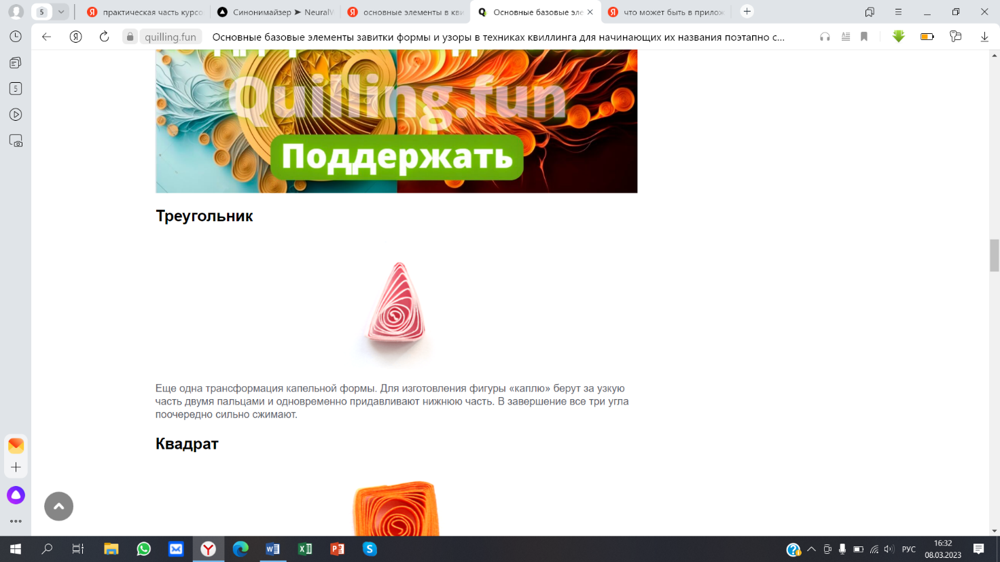 5
практическая часть курсо
Синонимайзер ➤ NeuralV
основные элементы в кви
Основные базовые эле
что может быть в прилож
quilling.fun
Основные базовые элементы завитки формы и узоры в техниках квиллинга для начинающих их названия поэтапно с...
5
Quilling.fun
Поддержать
Треугольник
Еще одна трансформация капельной формы. Для изготовления фигуры «каплю» берут за узкую
часть двумя пальцами и одновременно придавливают нижнюю часть. В завершение все три угла
поочередно сильно сжимают.
Квадрат
РУС
16:32
08.03.2023